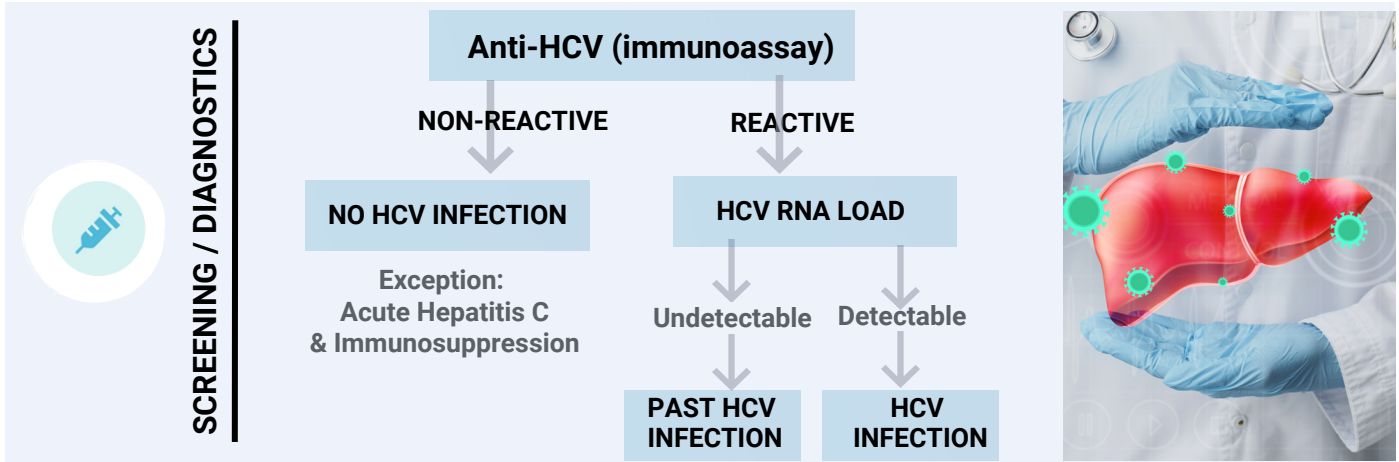 SCREENING / DIAGNOSTICS
Anti-HCV (immunoassay)
NON-REACTIVE
REACTIVE
NO HCV INFECTION
HCV RNA LOAD
Exception:
Acute Hepatitis C
& Immunosuppression
Undetectable
Detectable
PAST HCV
INFECTION
HCV
INFECTION